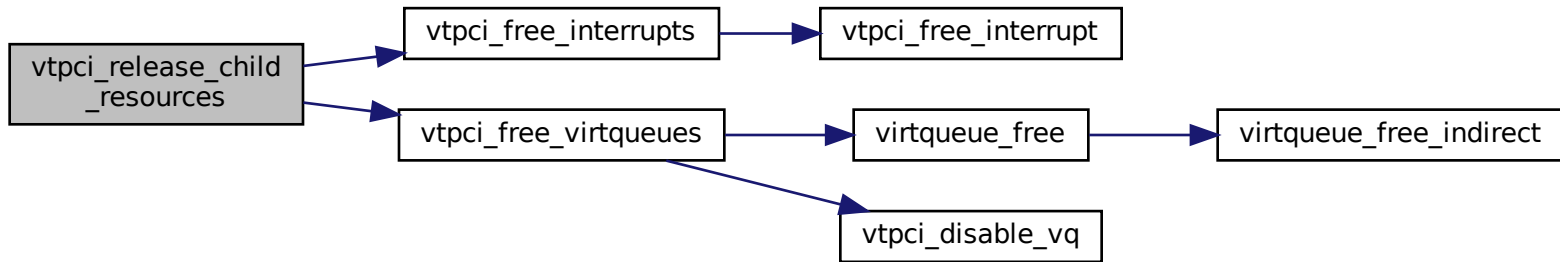 vtpci_release_child
_resources
vtpci_free_interrupts
vtpci_free_interrupt
vtpci_free_virtqueues
virtqueue_free
virtqueue_free_indirect
vtpci_disable_vq